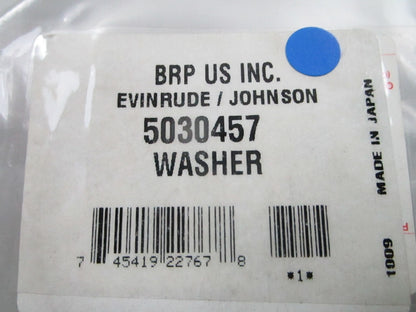 BRP US INC.
EVINRUDE / JOHNSON
5030457
WASHER
7 45419 22767 8
*1*
1009 MADE IN JAPAN